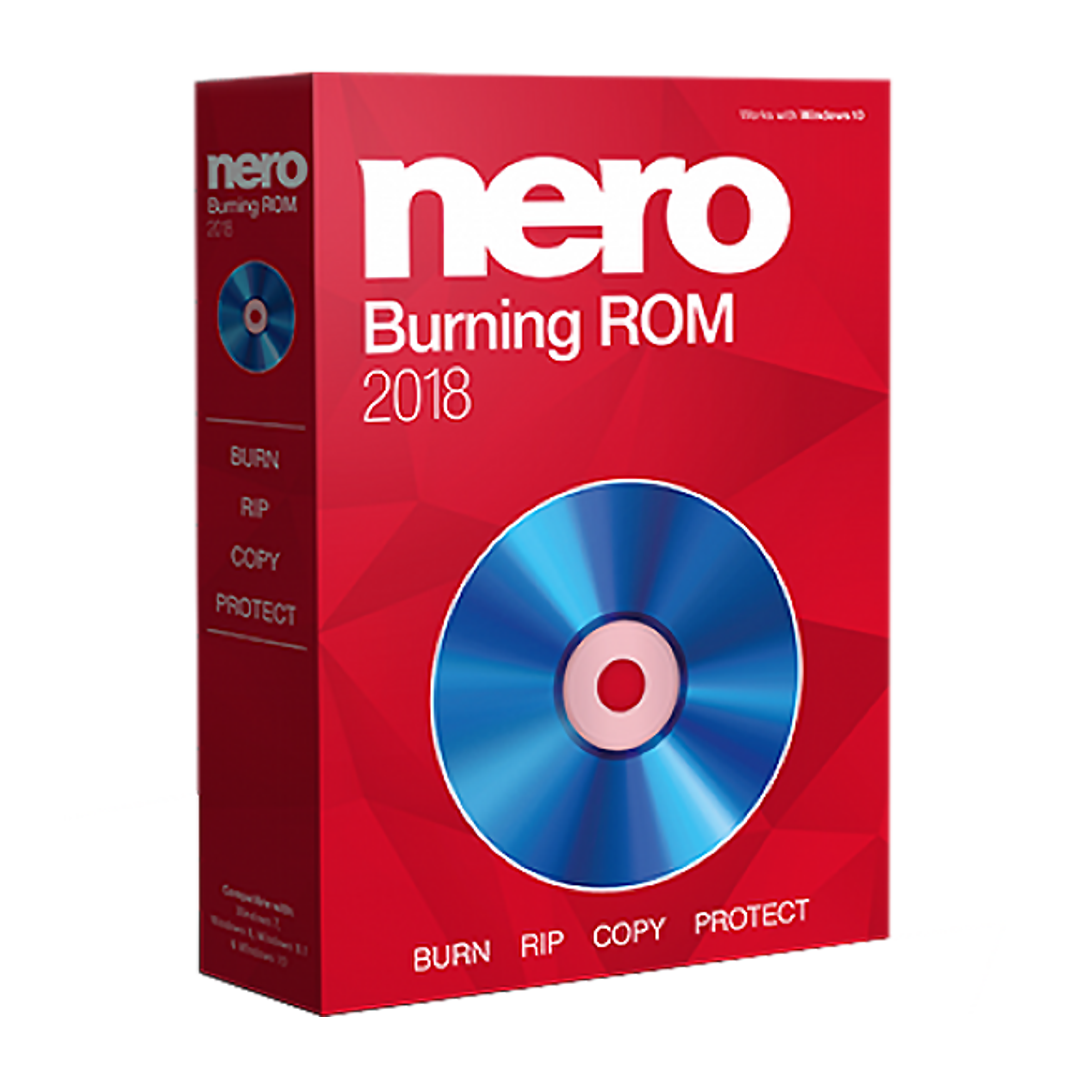 Works with Windows 10
nero
Burning ROM
2018
BURN RIP COPY PROTECT
nero
Burning ROM
2018
BURN
RIP
COPY
PROTECT
Compatible with:
Windows 7,
Windows 8, Windows 8.1
& Windows 10